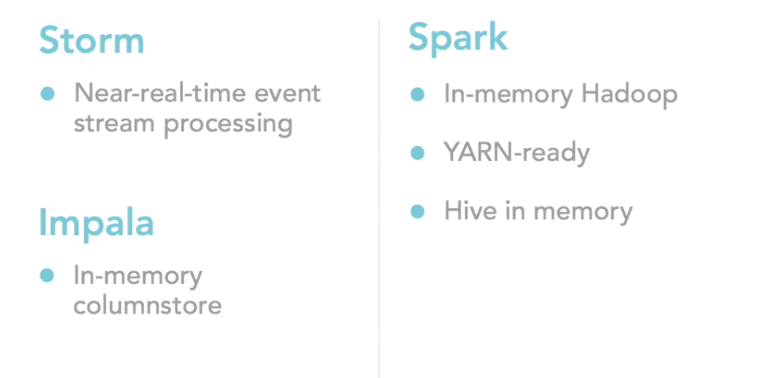 Storm
Near-real-time event
stream processing
Impala
In-memory
columnstore
Spark
In-memory Hadoop
YARN-ready
Hive in memory